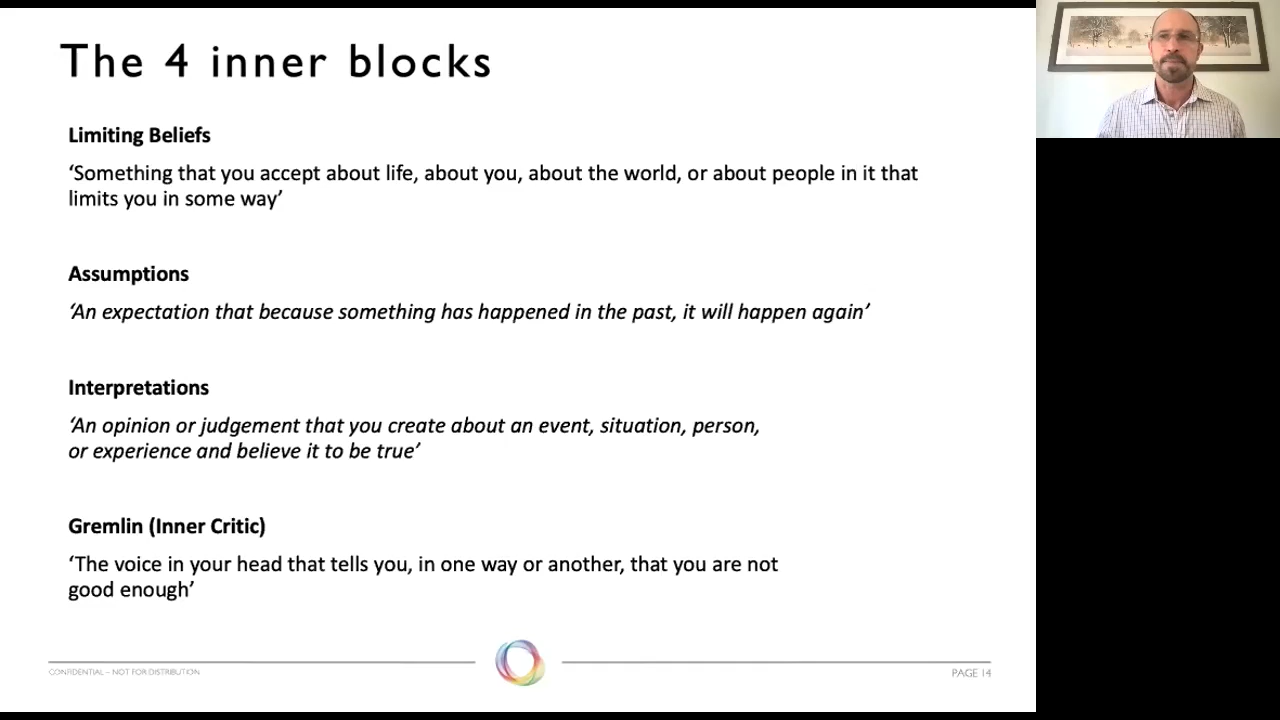 The 4 inner blocks
Limiting Beliefs
‘Something that you accept about life, about you, about the world, or about people in it that
limits you in some way’
Assumptions
‘An expectation that because something has happened in the past, it will happen again’
Interpretations
‘An opinion or judgement that you create about an event, situation, person,
or experience and believe it to be true’
Gremlin (Inner Critic)
‘The voice in your head that tells you, in one way or another, that you are not
good enough’
CONFIDENTIAL – NOT FOR DISTRIBUTION
PAGE 14